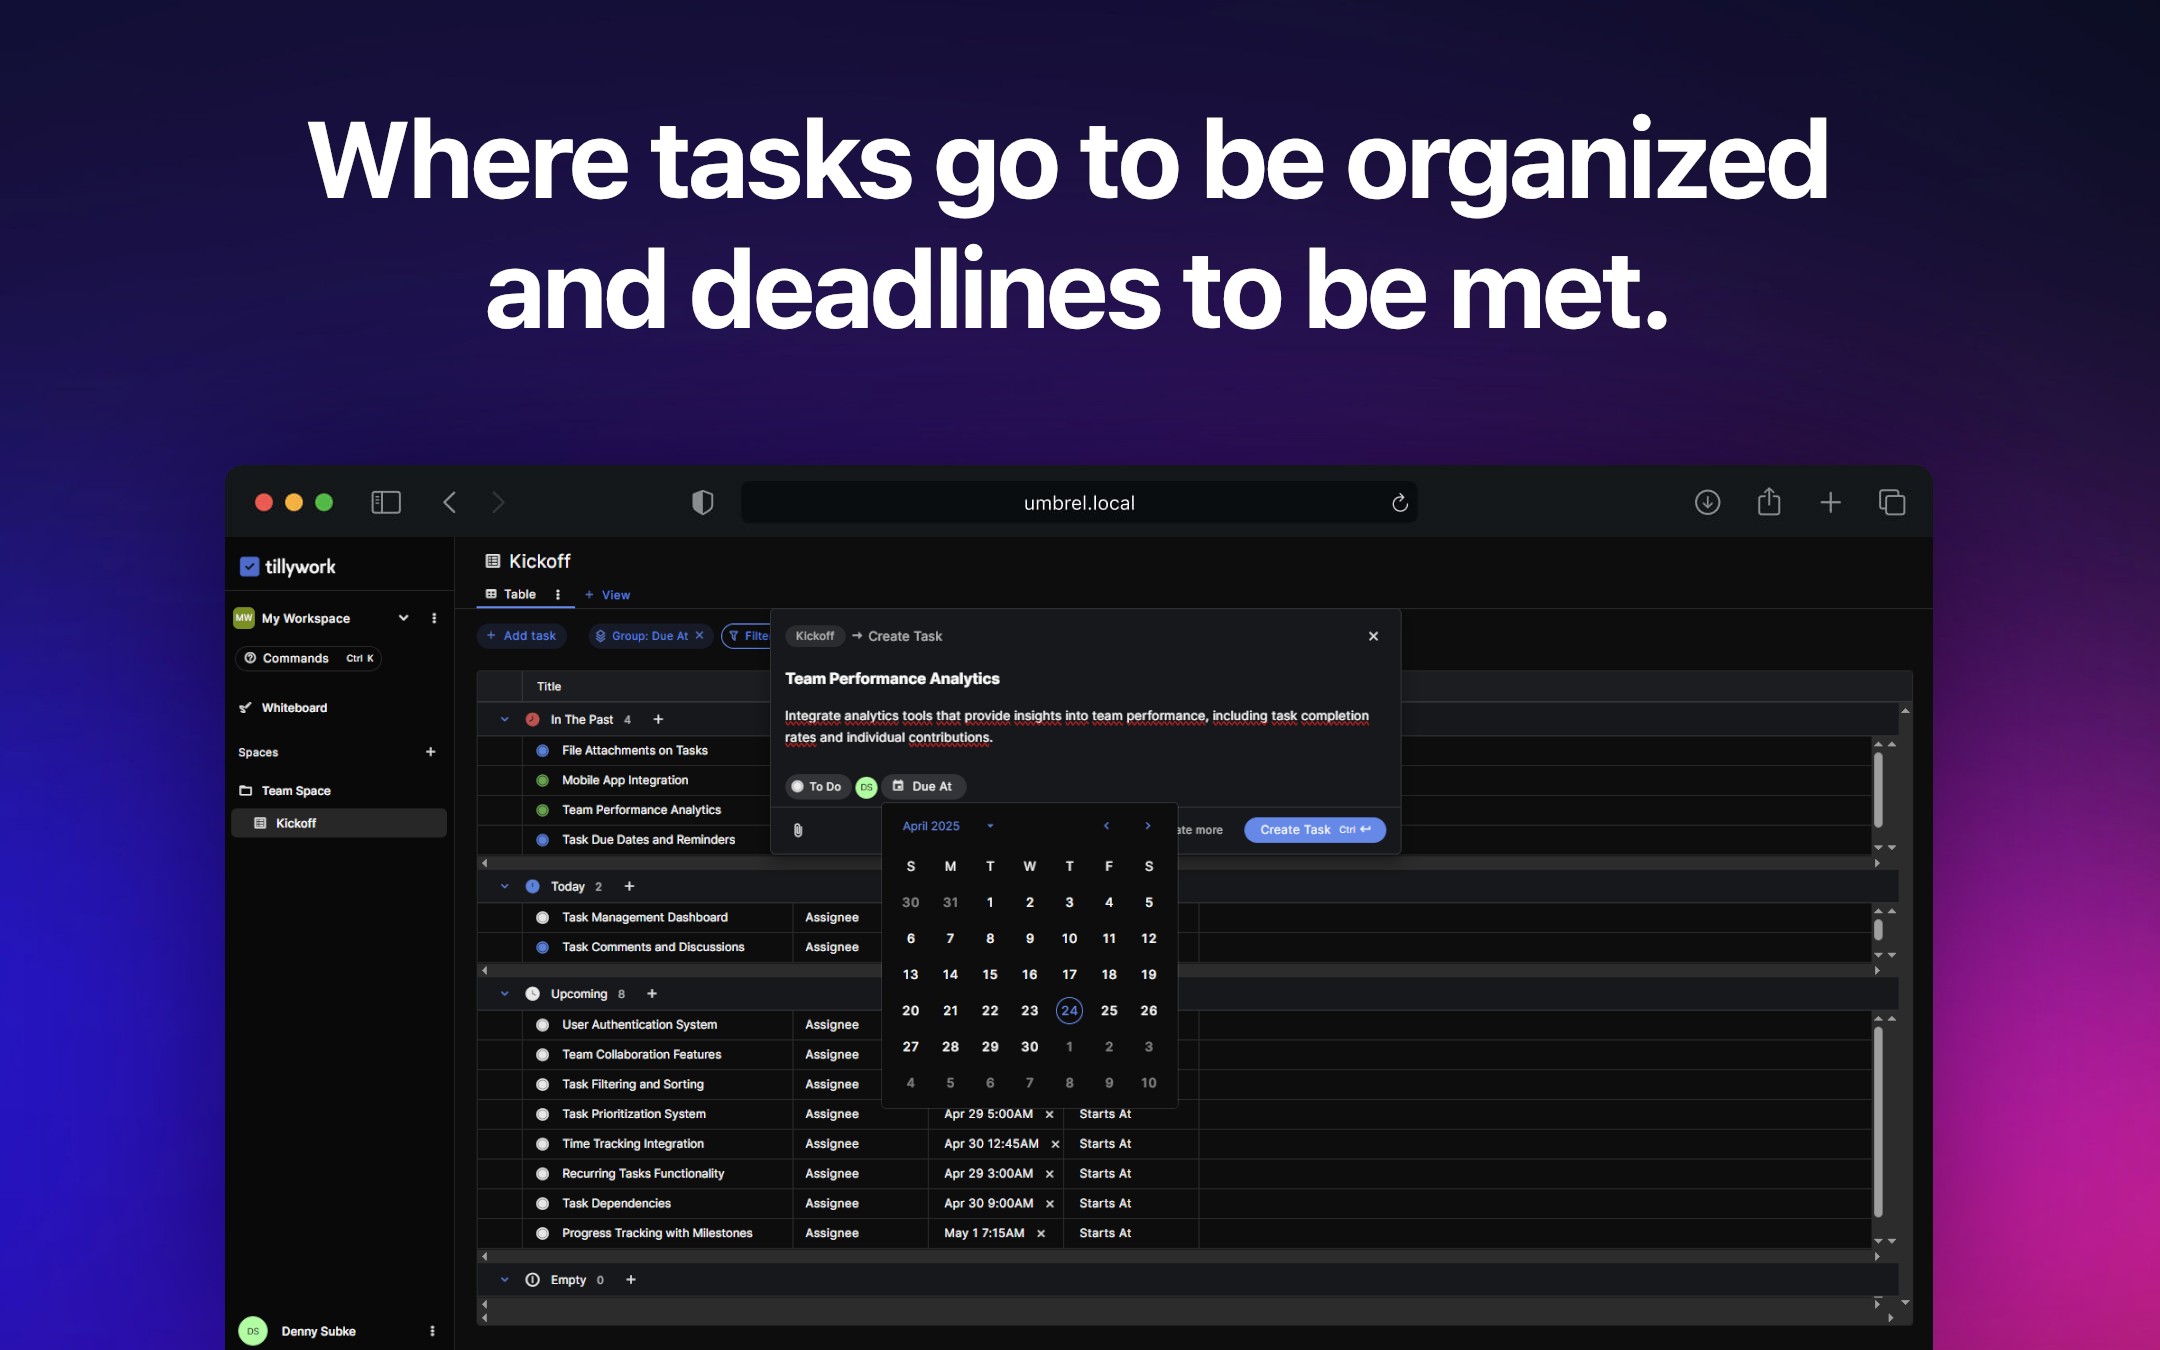 Where tasks go to be organized
and deadlines to be met.
umbrel.local
tillywork
MW My Workspace
Commands Ctrl K
Whiteboard
Spaces
Team Space
Kickoff
DS Denny Subke
Kickoff
Table
+ View
+ Add task
Group: Due At
Kickoff → Create Task
Team Performance Analytics
Integrate analytics tools that provide insights into team performance, including task completion
rates and individual contributions.
To Do DS Due At
ate more Create Task Ctrl
April 2025
S M T W T F S
30 31 1 2 3 4 5
6 7 8 9 10 11 12
13 14 15 16 17 18 19
20 21 22 23 24 25 26
27 28 29 30 1 2 3
4 5 6 7 8 9 10
Title
In The Past 4 +
File Attachments on Tasks
Mobile App Integration
Team Performance Analytics
Task Due Dates and Reminders
Today 2 +
Task Management Dashboard Assignee
Task Comments and Discussions Assignee
Upcoming 8 +
User Authentication System Assignee
Team Collaboration Features Assignee
Task Filtering and Sorting Assignee
Task Prioritization System Assignee Apr 29 5:00AM Starts At
Time Tracking Integration Assignee Apr 30 12:45AM Starts At
Recurring Tasks Functionality Assignee Apr 29 3:00AM Starts At
Task Dependencies Assignee Apr 30 9:00AM Starts At
Progress Tracking with Milestones Assignee May 1 7:15AM Starts At
Empty 0 +